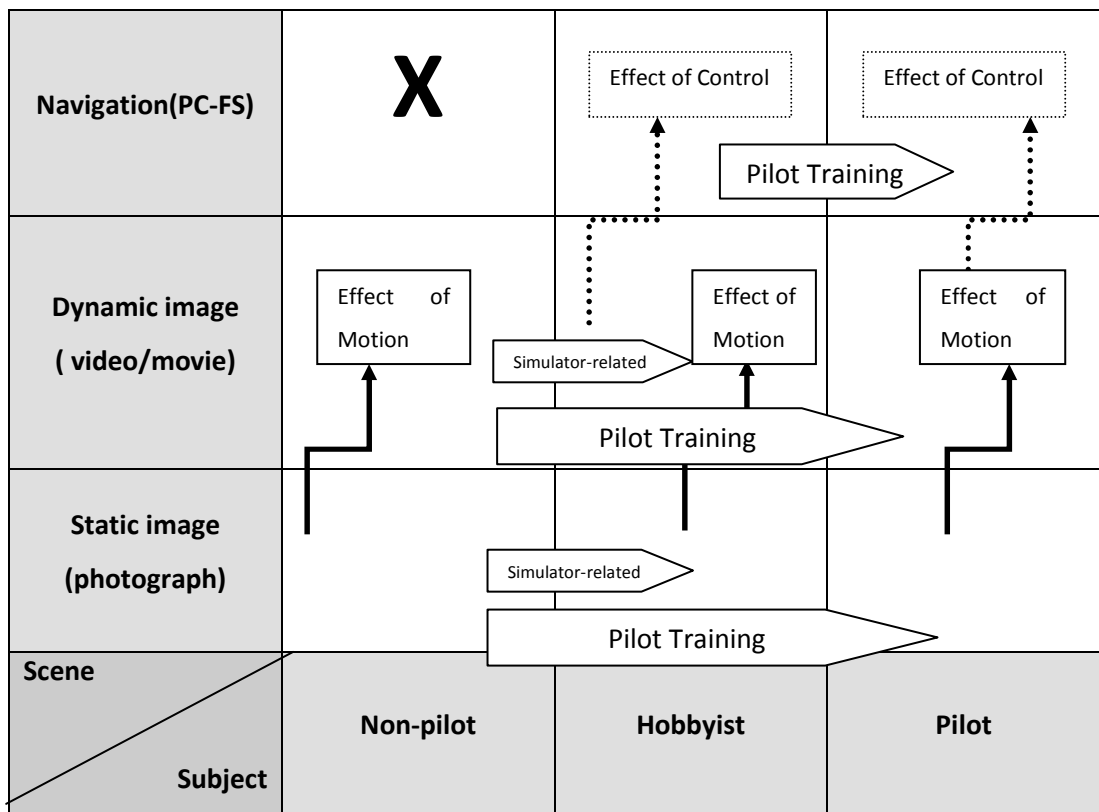 Navigation(PC-FS)
X
Effect of Control
Effect of Control
Pilot Training
Dynamic image
( video/movie)
Effect of
Motion
Simulator-related
Effect of
Motion
Effect of
Motion
Pilot Training
Static image
(photograph)
Simulator-related
Pilot Training
Scene
Subject
Non-pilot
Hobbyist
Pilot